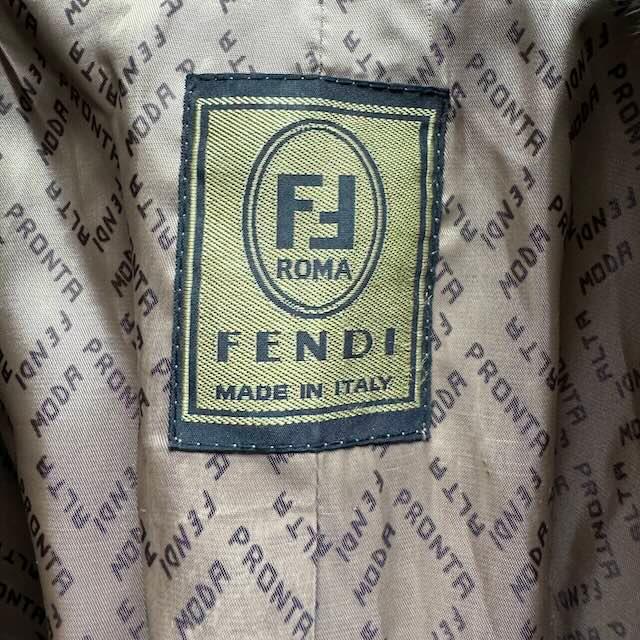 FF
ROMA
FENDI
MADE IN ITALY
ALTA MODA PRONTA FENDI